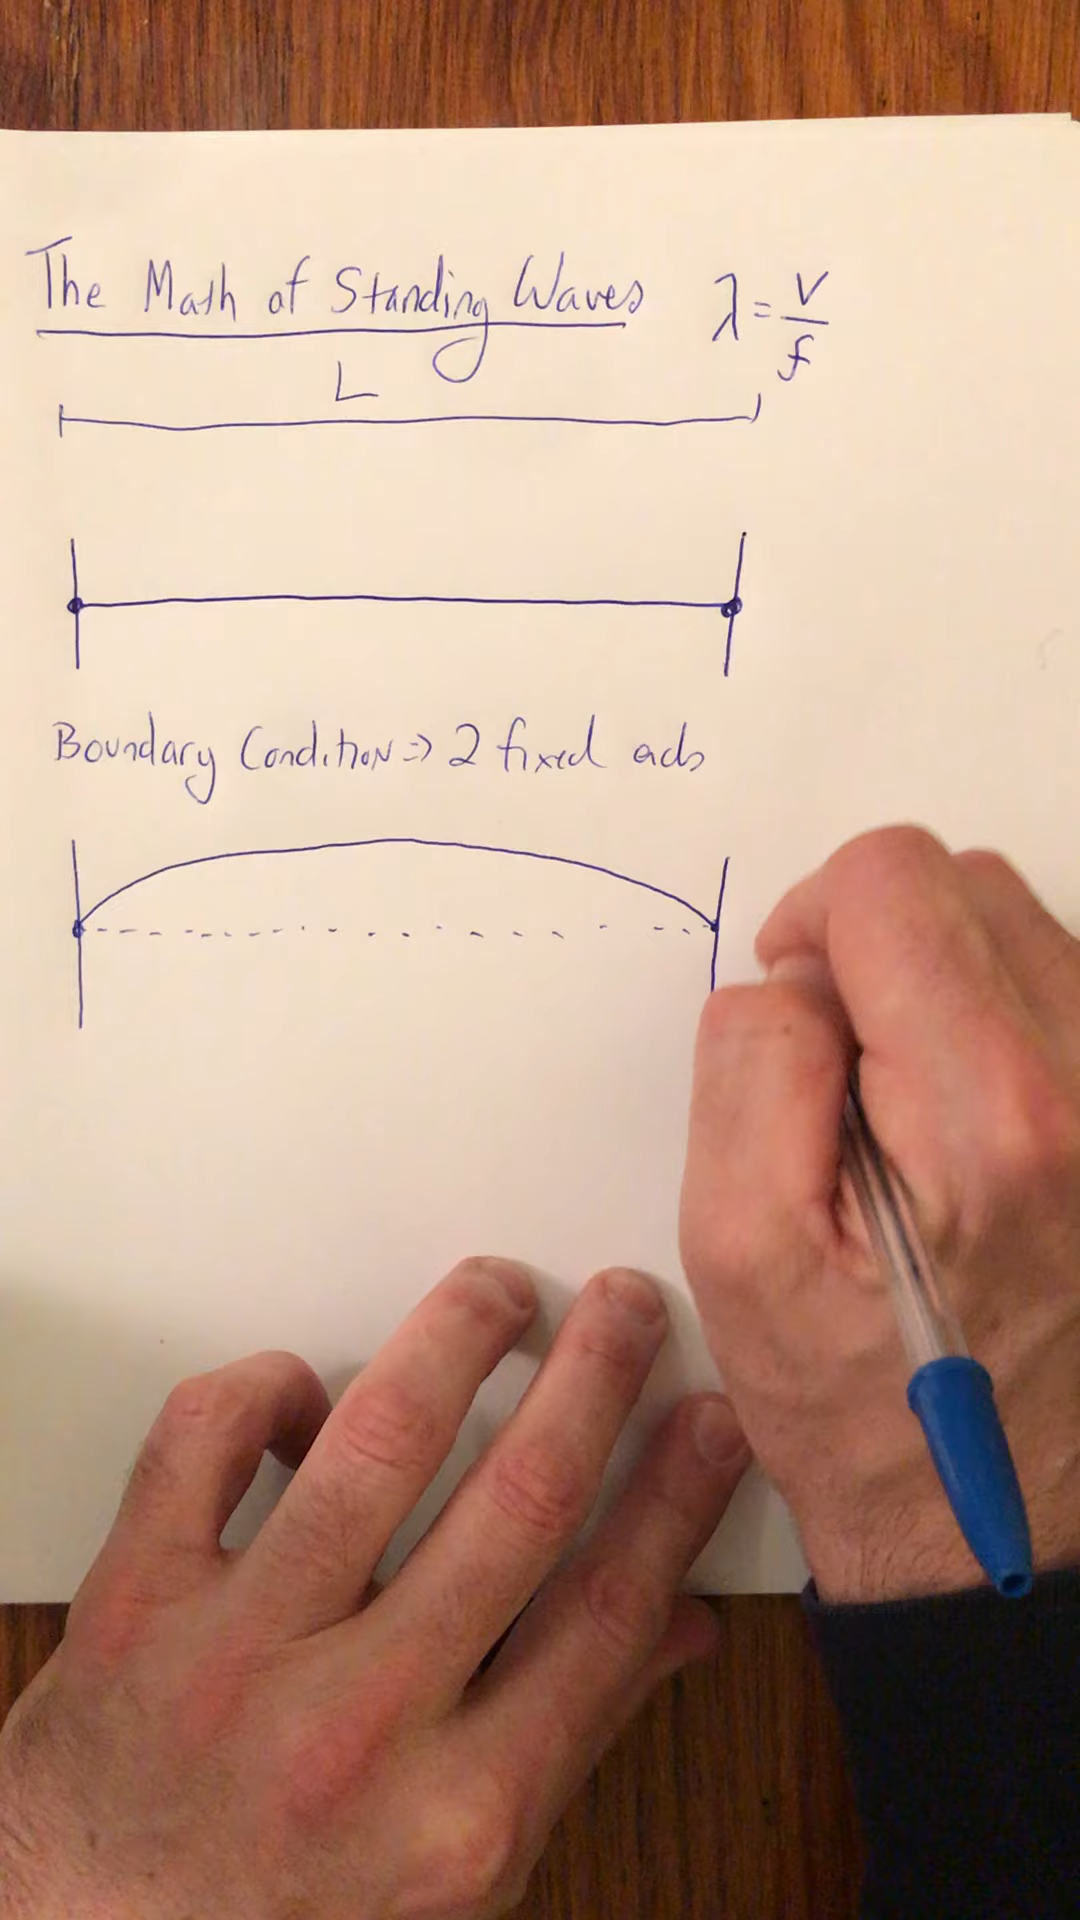 The Math of Standing Waves λ = v/f
L
Boundary Condition => 2 fixed ends